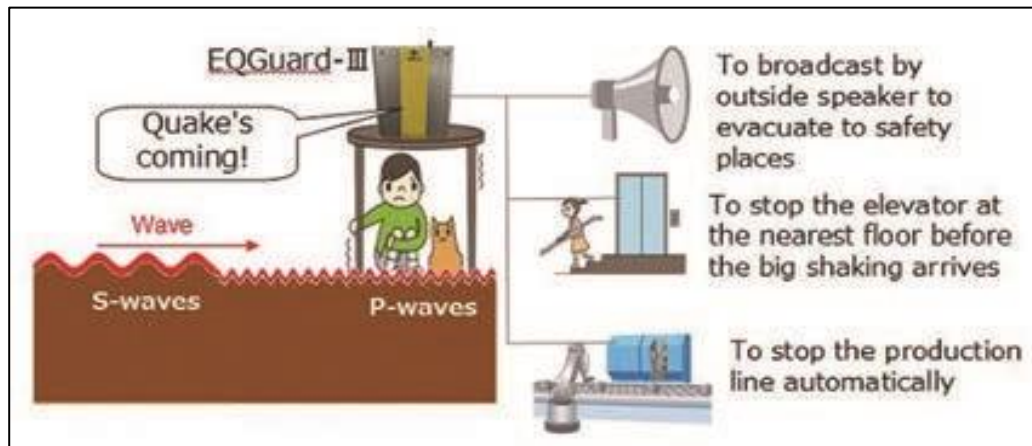 EQGuard-Ⅲ
Quake's
coming!
Wave
S-waves
P-waves
To broadcast by
outside speaker to
evacuate to safety
places
To stop the elevator at
the nearest floor before
the big shaking arrives
To stop the production
line automatically